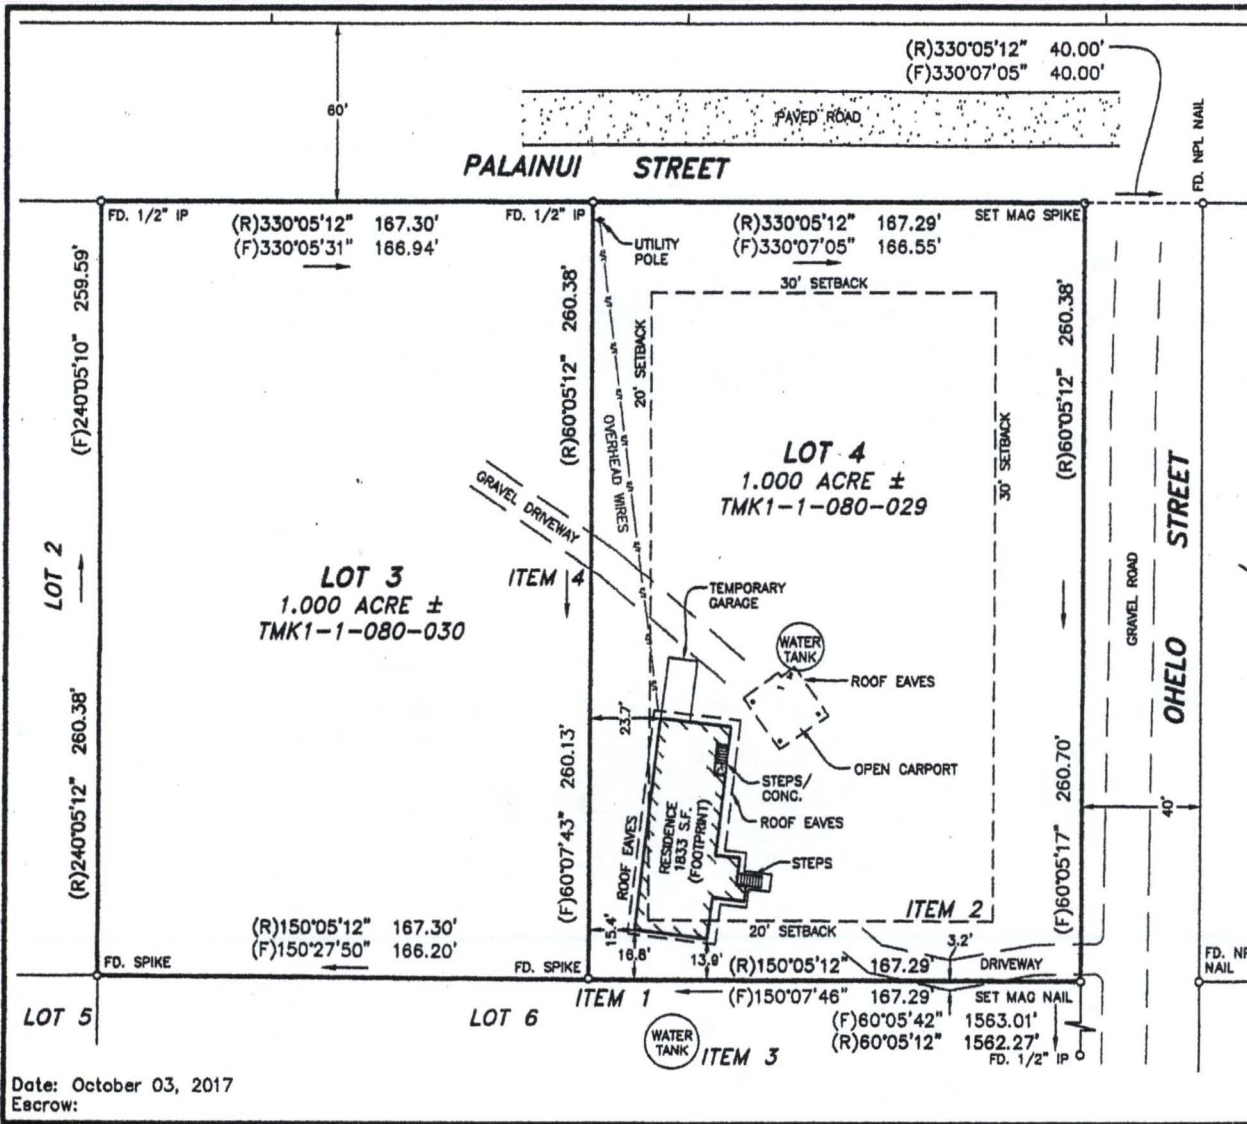 (R)330°05'12" 40.00'
(F)330°07'05" 40.00'
60'
PAVED ROAD
FD. NPL NAIL
PALAINUI STREET
FD. 1/2" IP
(R)330°05'12" 167.30'
(F)330°05'31" 166.94'
FD. 1/2" IP
(R)330°05'12" 167.29'
(F)330°07'05" 166.55'
SET MAG SPIKE
UTILITY
POLE
30' SETBACK
(F)240°05'10" 259.59'
(R)60°05'12" 260.38'
20' SETBACK
OVERHEAD WIRES
30' SETBACK
(R)60°05'12" 260.38'
LOT 4
1.000 ACRE ±
TMK1-1-080-029
GRAVEL DRIVEWAY
LOT 2
LOT 3
1.000 ACRE ±
TMK1-1-080-030
ITEM 4
TEMPORARY
GARAGE
WATER
TANK
ROOF EAVES
GRAVEL ROAD
OHELO STREET
23.7'
(R)240°05'12" 260.38'
(F)60°07'43" 260.13'
OPEN CARPORT
STEPS/
CONC.
ROOF EAVES
RESIDENCE
1833 S.F.
(FOOTPRINT)
ROOF EAVES
STEPS
(F)60°05'17" 260.70'
40'
ITEM 2
15.4'
20' SETBACK
(R)150°05'12" 167.30'
(F)150°27'50" 166.20'
FD. SPIKE
FD. SPIKE
16.8'
13.9'
(R)150°05'12" 167.29'
3.2'
DRIVEWAY
ITEM 1
(F)150°07'46" 167.29'
SET MAG NAIL
NAIL
LOT 5
LOT 6
WATER
TANK
ITEM 3
(F)60°05'42" 1563.01'
(R)60°05'12" 1562.27'
FD. 1/2" IP
Date: October 03, 2017
Escrow: